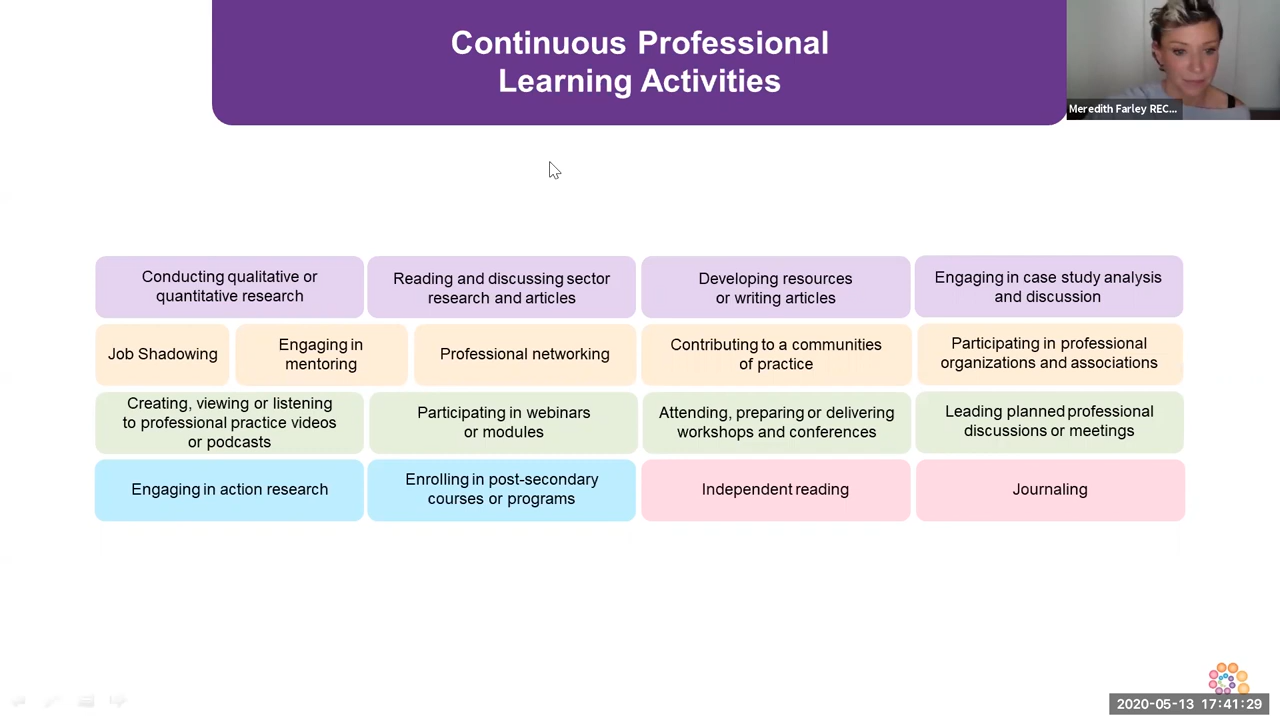 Continuous Professional
Learning Activities
Meredith Farley REC...
Conducting qualitative or
quantitative research
Reading and discussing sector
research and articles
Developing resources
or writing articles
Engaging in case study analysis
and discussion
Job Shadowing
Engaging in
mentoring
Professional networking
Contributing to a communities
of practice
Participating in professional
organizations and associations
Creating, viewing or listening
to professional practice videos
or podcasts
Participating in webinars
or modules
Attending, preparing or delivering
workshops and conferences
Leading planned professional
discussions or meetings
Engaging in action research
Enrolling in post-secondary
courses or programs
Independent reading
Journaling
2020-05-13 17:41:29